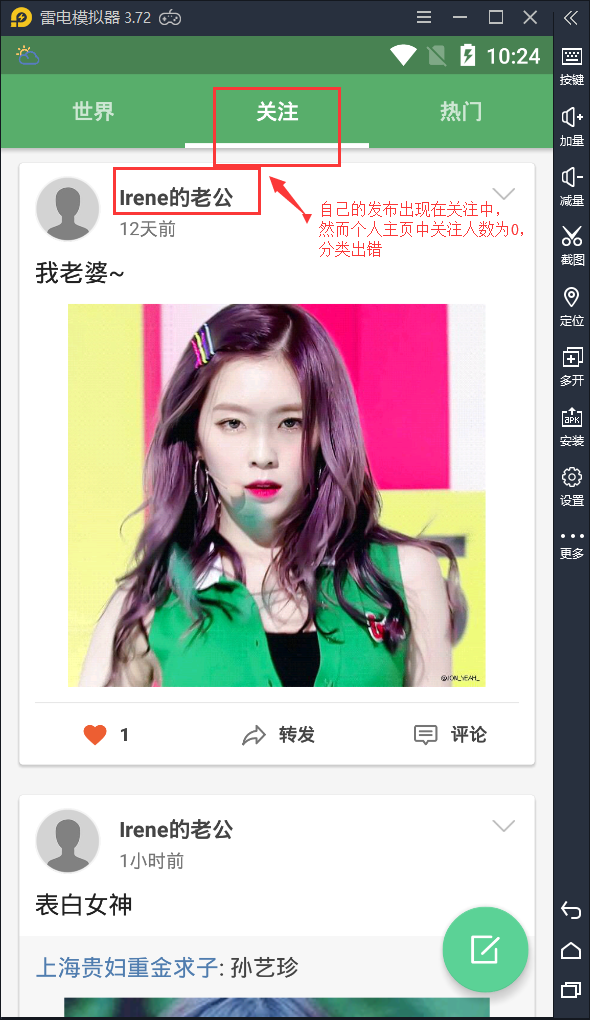 雷电模拟器 3.72
10:24
世界
关注
热门
Irene的老公
12天前
自己的发布出现在关注中，
然而个人主页中关注人数为0，
分类出错
我老婆~
@ION_YEAH_
1
转发
评论
Irene的老公
1小时前
表白女神
上海贵妇重金求子: 孙艺珍
按键
加量
减量
截图
定位
多开
APK
安装
设置
更多